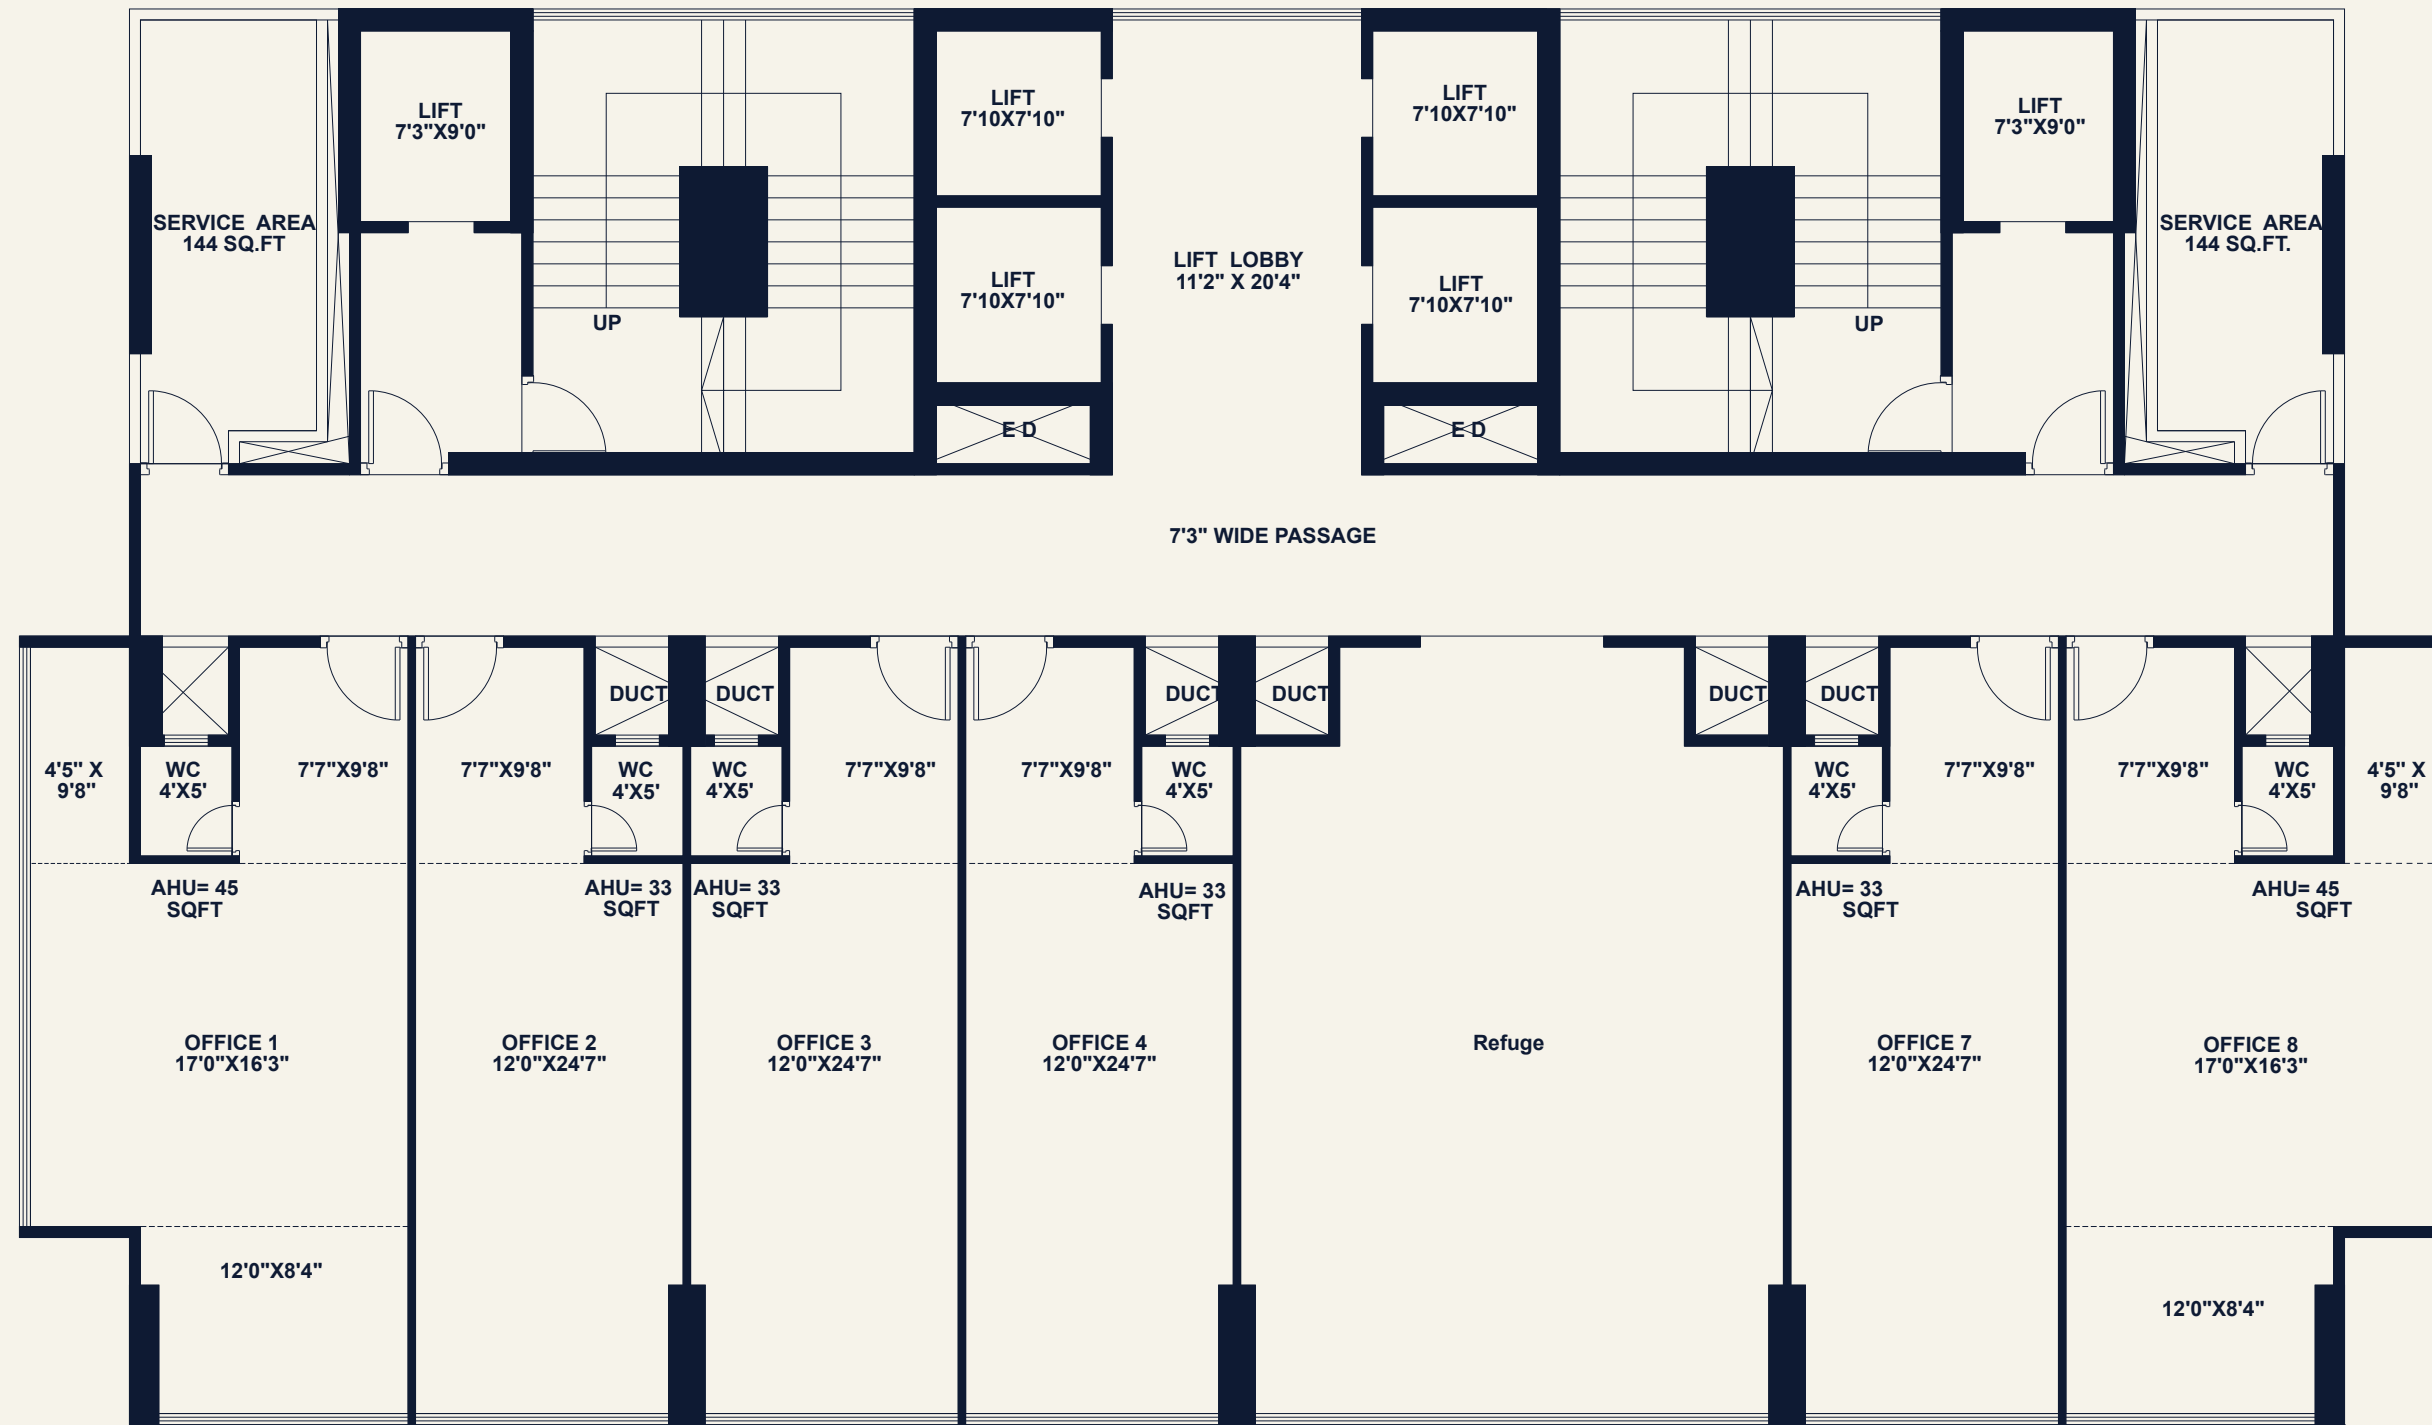 LIFT
7'3"X9'0"
LIFT
7'10X7'10"
LIFT
7'10X7'10"
LIFT
7'3"X9'0"
SERVICE AREA
144 SQ.FT
LIFT
7'10X7'10"
LIFT LOBBY
11'2" X 20'4"
LIFT
7'10X7'10"
SERVICE AREA
144 SQ.FT.
UP
UP
E D
E D
7'3" WIDE PASSAGE
DUCT
DUCT
DUCT
DUCT
DUCT
DUCT
4'5" X
9'8"
WC
4'X5'
7'7"X9'8"
7'7"X9'8"
WC
4'X5'
WC
4'X5'
7'7"X9'8"
7'7"X9'8"
WC
4'X5'
WC
4'X5'
7'7"X9'8"
7'7"X9'8"
WC
4'X5'
4'5" X
9'8"
AHU= 45
SQFT
AHU= 33
SQFT
AHU= 33
SQFT
AHU= 33
SQFT
AHU= 33
SQFT
AHU= 45
SQFT
OFFICE 1
17'0"X16'3"
OFFICE 2
12'0"X24'7"
OFFICE 3
12'0"X24'7"
OFFICE 4
12'0"X24'7"
Refuge
OFFICE 7
12'0"X24'7"
OFFICE 8
17'0"X16'3"
12'0"X8'4"
12'0"X8'4"